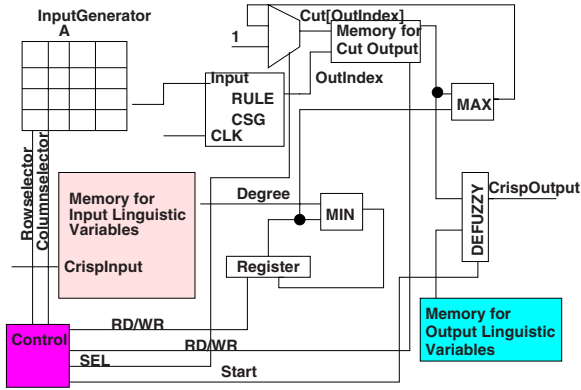 InputGenerator
A
Cut[OutIndex]
1
Memory for
Cut Output
Input
OutIndex
RULE
CSG
CLK
MAX
Rowselector
Columnselector
Memory for
Input Linguistic
Variables
CrispInput
Degree
MIN
DEFUZZY
CrispOutput
Register
Memory for
Output Linguistic
Variables
Control
RD/WR
RD/WR
SEL
Start